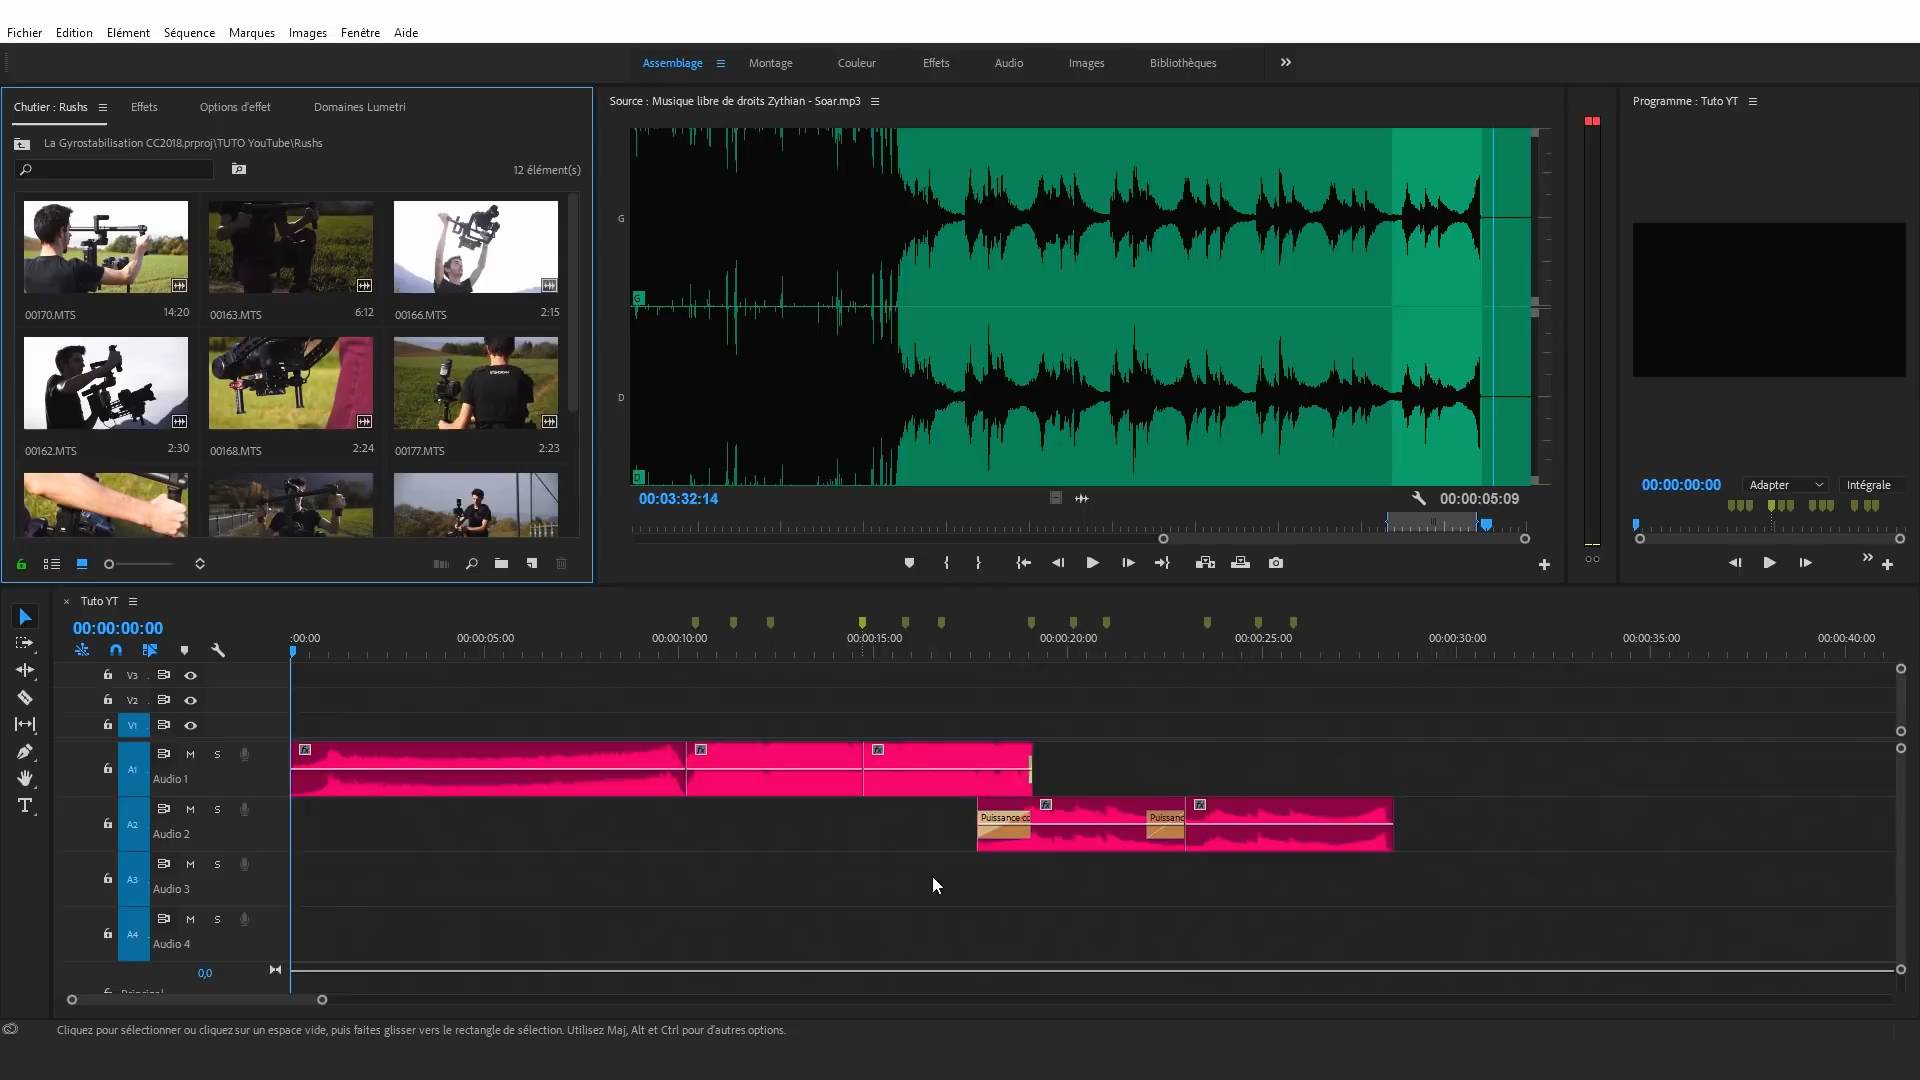 Fichier Edition Elément Séquence Marques Images Fenêtre Aide
Assemblage Montage Couleur Effets Audio Images Bibliothèques
Chutier : Rushs Effets Options d'effet Domaines Lumetri
La Gyrostabilisation CC2018.prproj\TUTO YouTube\Rushs
12 élément(s)
00170.MTS 14:20 00163.MTS 6:12 00166.MTS 2:15
00162.MTS 2:30 00168.MTS 2:24 00177.MTS 2:23
Source : Musique libre de droits Zythian - Soar.mp3
G
G
D
D
00:03:32:14 00:00:05:09
Programme : Tuto YT
00:00:00:00 Adapter Intégrale
× Tuto YT
00:00:00:00
:00:00 00:00:05:00 00:00:10:00 00:00:15:00 00:00:20:00 00:00:25:00 00:00:30:00 00:00:35:00 00:00:40:00
V3
V2
V1
A1 M S
Audio 1
fx fx fx
A2 M S
Audio 2
Puissance co fx Puissanc fx
A3 M S
Audio 3
A4 M S
Audio 4
0,0
Cliquez pour sélectionner ou cliquez sur un espace vide, puis faites glisser vers le rectangle de sélection. Utilisez Maj, Alt et Ctrl pour d'autres options.